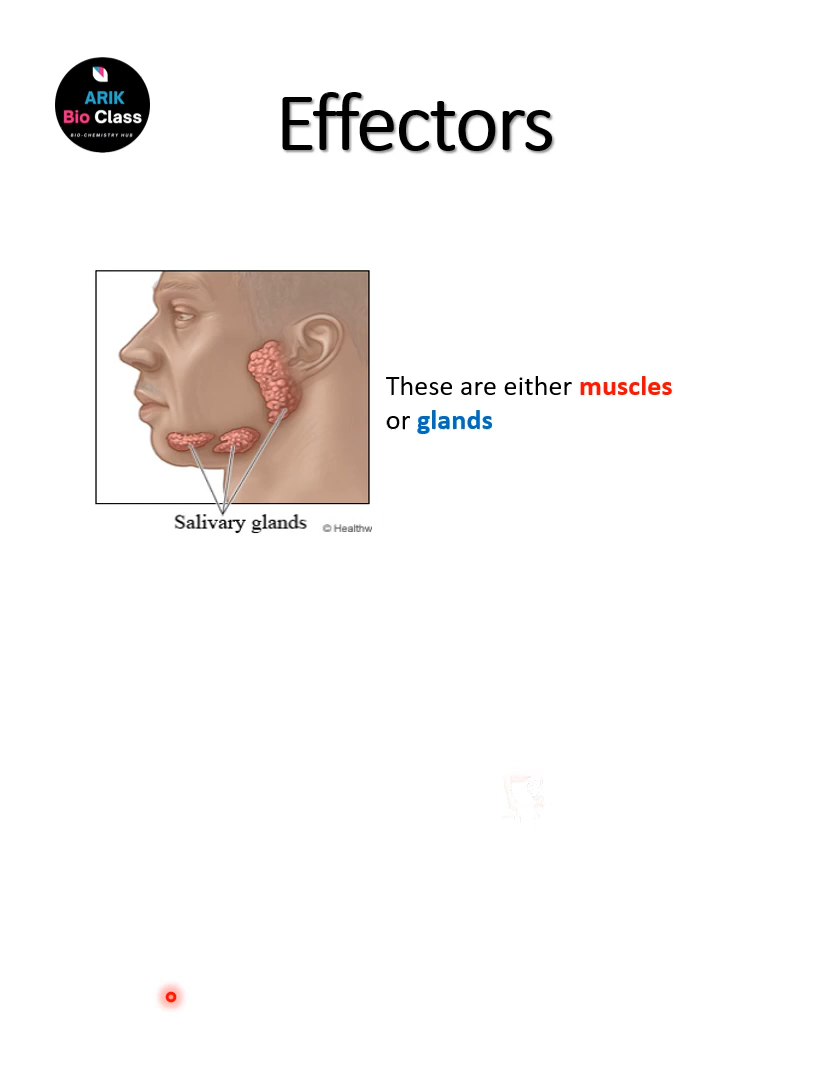 ARIK
Bio Class
BIO-CHEMISTRY HUB
Effectors
These are either muscles
or glands
Salivary glands
© Healthw